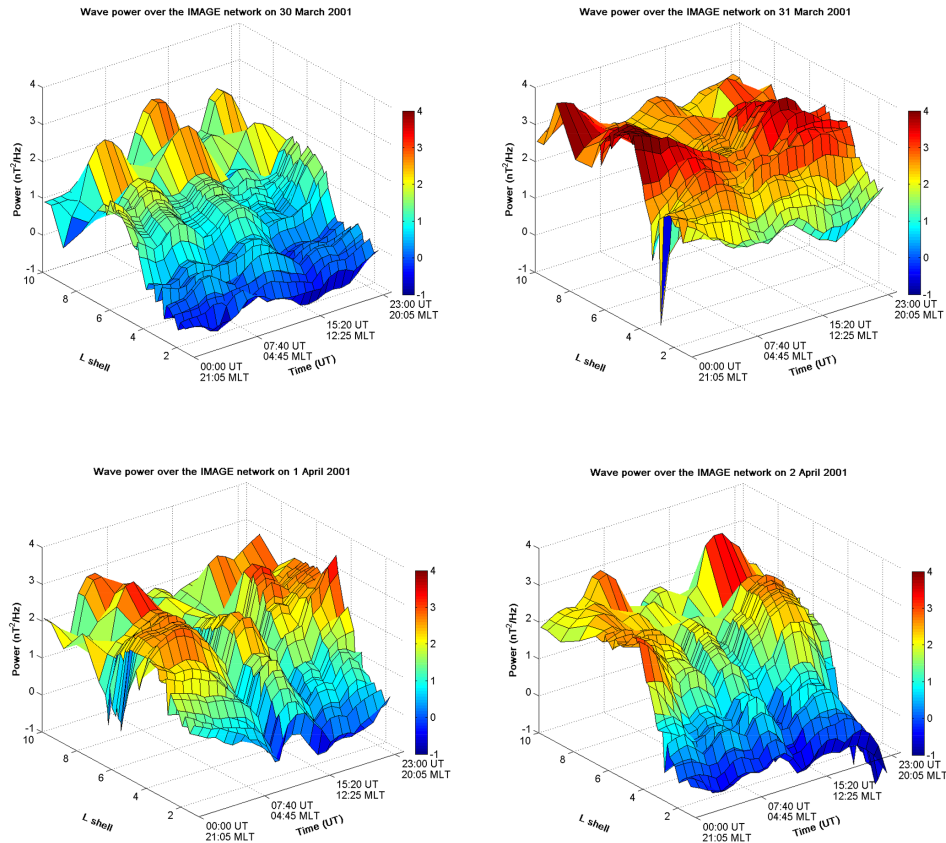 Wave power over the IMAGE network on 30 March 2001
Power (nT²/Hz)
4
3
2
1
0
-1
10
8
6
4
2
L shell
00:00 UT
21:05 MLT
07:40 UT
04:45 MLT
15:20 UT
12:25 MLT
23:00 UT
20:05 MLT
Time (UT)
4
3
2
1
0
-1
Wave power over the IMAGE network on 31 March 2001
Power (nT²/Hz)
4
3
2
1
0
-1
10
8
6
4
2
L shell
00:00 UT
21:05 MLT
07:40 UT
04:45 MLT
15:20 UT
12:25 MLT
23:00 UT
20:05 MLT
Time (UT)
4
3
2
1
0
-1
Wave power over the IMAGE network on 1 April 2001
Power (nT²/Hz)
4
3
2
1
0
-1
10
8
6
4
2
L shell
00:00 UT
21:05 MLT
07:40 UT
04:45 MLT
15:20 UT
12:25 MLT
23:00 UT
20:05 MLT
Time (UT)
4
3
2
1
0
-1
Wave power over the IMAGE network on 2 April 2001
Power (nT²/Hz)
4
3
2
1
0
-1
10
8
6
4
2
L shell
00:00 UT
21:05 MLT
07:40 UT
04:45 MLT
15:20 UT
12:25 MLT
23:00 UT
20:05 MLT
Time (UT)
4
3
2
1
0
-1